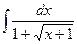 ∫ dx / (1 + √(x+1))